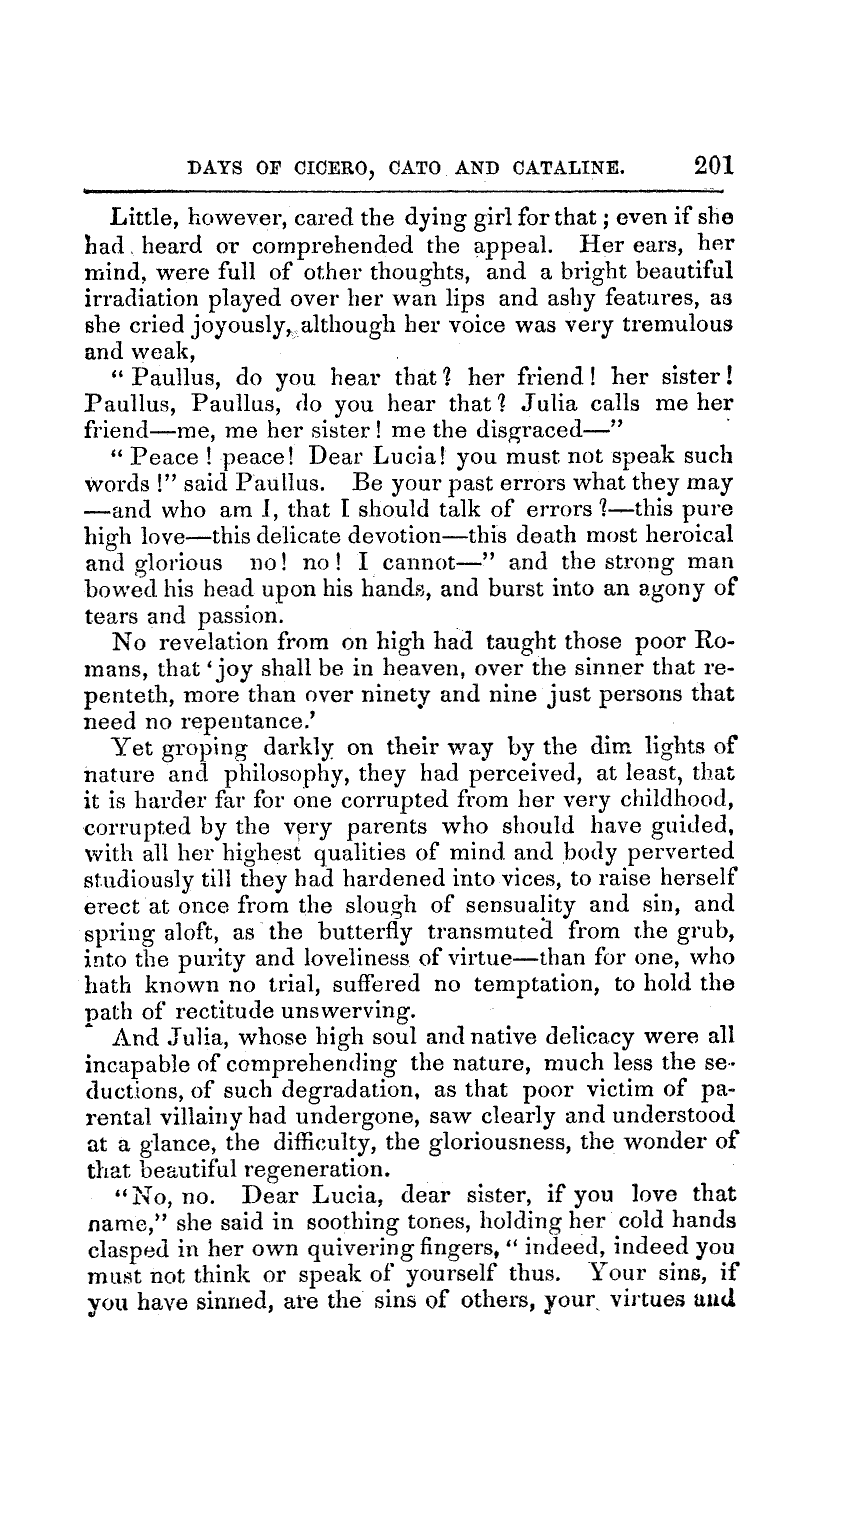 DAYS OF CICERO, CATO AND CATALINE. 201
Little, however, cared the dying girl for that; even if she
had heard or comprehended the appeal. Her ears, her
mind, were full of other thoughts, and a bright beautiful
irradiation played over her wan lips and ashy features, as
she cried joyously, although her voice was very tremulous
and weak,
“Paullus, do you hear that? her friend! her sister!
Paullus, Paullus, do you hear that? Julia calls me her
friend—me, me her sister! me the disgraced—”
“Peace! peace! Dear Lucia! you must not speak such
words!” said Paullus. Be your past errors what they may
—and who am I, that I should talk of errors?—this pure
high love—this delicate devotion—this death most heroical
and glorious no! no! I cannot—” and the strong man
bowed his head upon his hands, and burst into an agony of
tears and passion.
No revelation from on high had taught those poor Ro-
mans, that ‘joy shall be in heaven, over the sinner that re-
penteth, more than over ninety and nine just persons that
need no repentance.’
Yet groping darkly on their way by the dim lights of
nature and philosophy, they had perceived, at least, that
it is harder far for one corrupted from her very childhood,
corrupted by the very parents who should have guided,
with all her highest qualities of mind and body perverted
studiously till they had hardened into vices, to raise herself
erect at once from the slough of sensuality and sin, and
spring aloft, as the butterfly transmuted from the grub,
into the purity and loveliness of virtue—than for one, who
hath known no trial, suffered no temptation, to hold the
path of rectitude unswerving.
And Julia, whose high soul and native delicacy were all
incapable of comprehending the nature, much less the se-
ductions, of such degradation, as that poor victim of pa-
rental villainy had undergone, saw clearly and understood
at a glance, the difficulty, the gloriousness, the wonder of
that beautiful regeneration.
“No, no. Dear Lucia, dear sister, if you love that
name,” she said in soothing tones, holding her cold hands
clasped in her own quivering fingers, “indeed, indeed you
must not think or speak of yourself thus. Your sins, if
you have sinned, are the sins of others, your virtues and